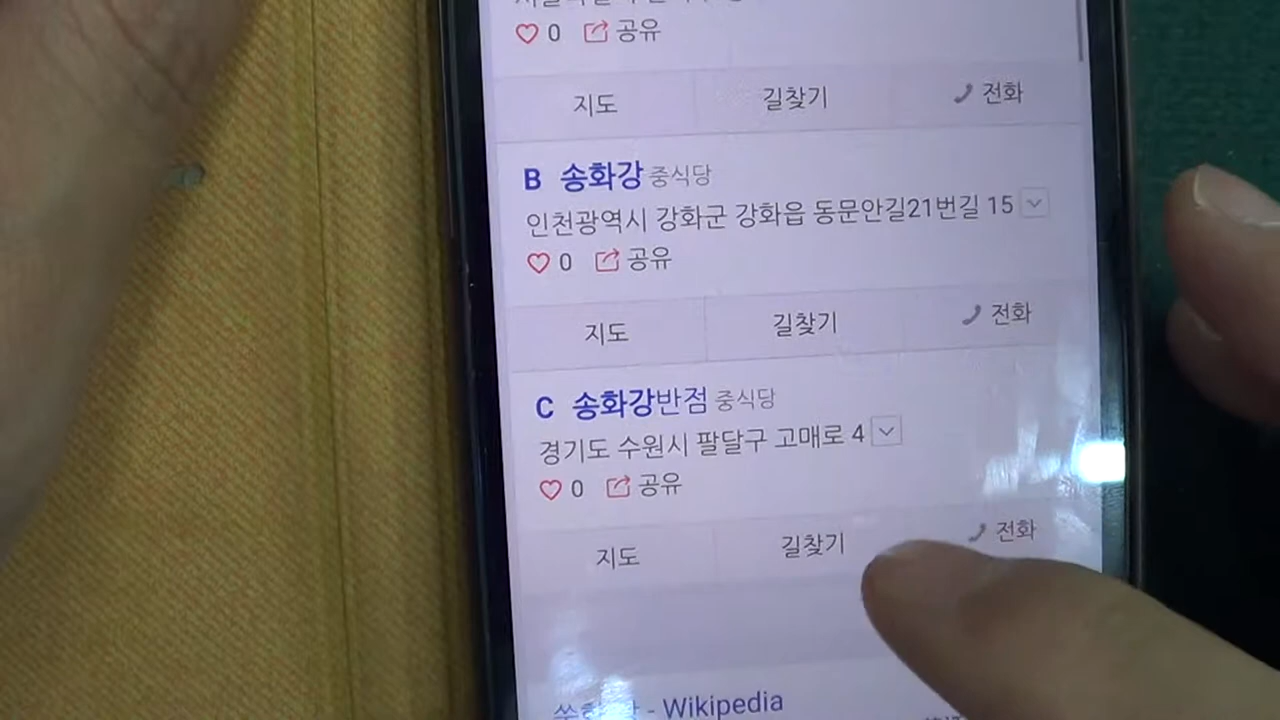 ♡ 0 공유
지도 길찾기 전화
B 송화강 중식당
인천광역시 강화군 강화읍 동문안길21번길 15
♡ 0 공유
지도 길찾기 전화
C 송화강반점 중식당
경기도 수원시 팔달구 고매로 4
♡ 0 공유
지도 길찾기 전화
- Wikipedia